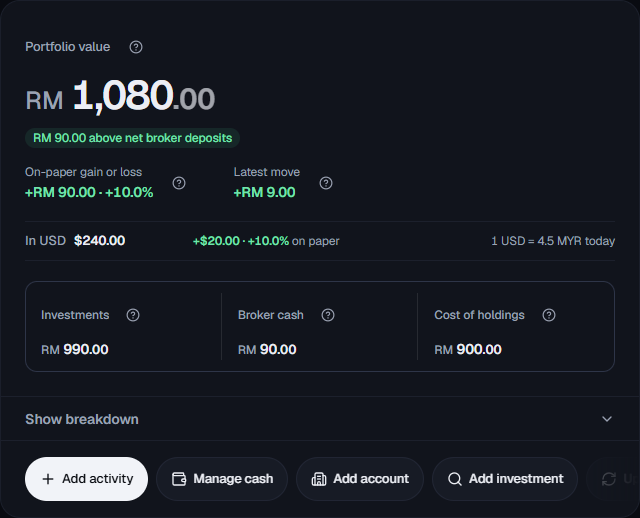 Portfolio value
RM 1,080.00
RM 90.00 above net broker deposits
On-paper gain or loss
+RM 90.00 · +10.0%
Latest move
+RM 9.00
In USD $240.00
+$20.00 · +10.0% on paper
1 USD = 4.5 MYR today
Investments
RM 990.00
Broker cash
RM 90.00
Cost of holdings
RM 900.00
Show breakdown
Add activity
Manage cash
Add account
Add investment